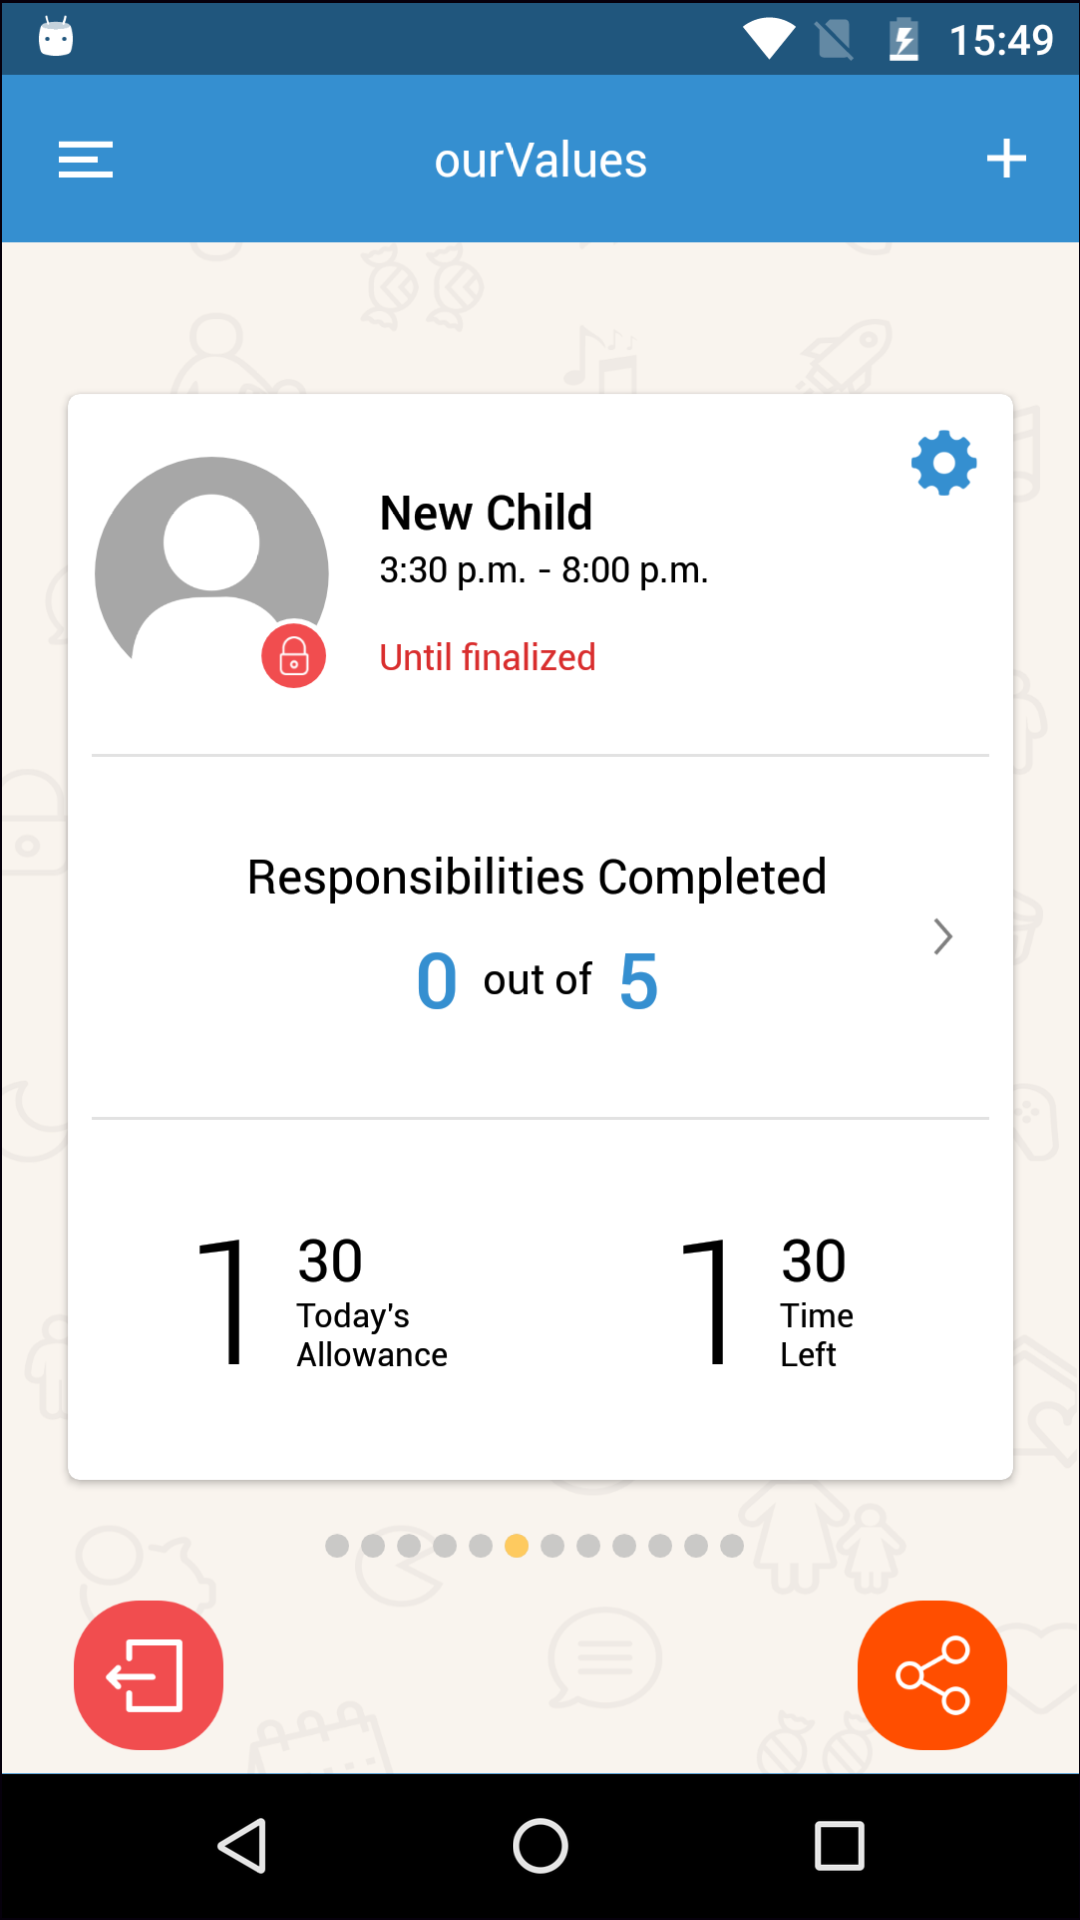 15:49
ourValues
New Child
3:30 p.m. - 8:00 p.m.
Until finalized
Responsibilities Completed
0 out of 5
1 30 Today's Allowance
1 30 Time Left